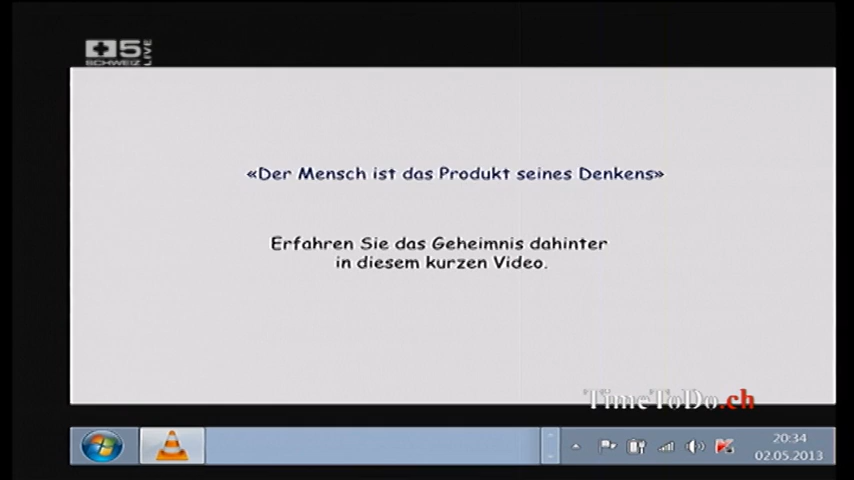 5
LIVE
SCHWEIZ
«Der Mensch ist das Produkt seines Denkens»
Erfahren Sie das Geheimnis dahinter
in diesem kurzen Video.
TimeToDo.ch
20:34
02.05.2013